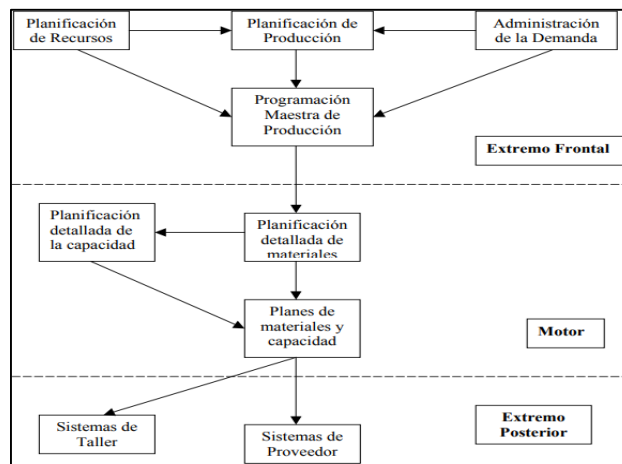 Planificación
de Recursos
Planificación de
Producción
Administración
de la Demanda
Programación
Maestra de
Producción
Extremo Frontal
Planificación
detallada de
la capacidad
Planificación
detallada de
materiales
Planes de
materiales y
capacidad
Motor
Sistemas de
Taller
Sistemas de
Proveedor
Extremo
Posterior